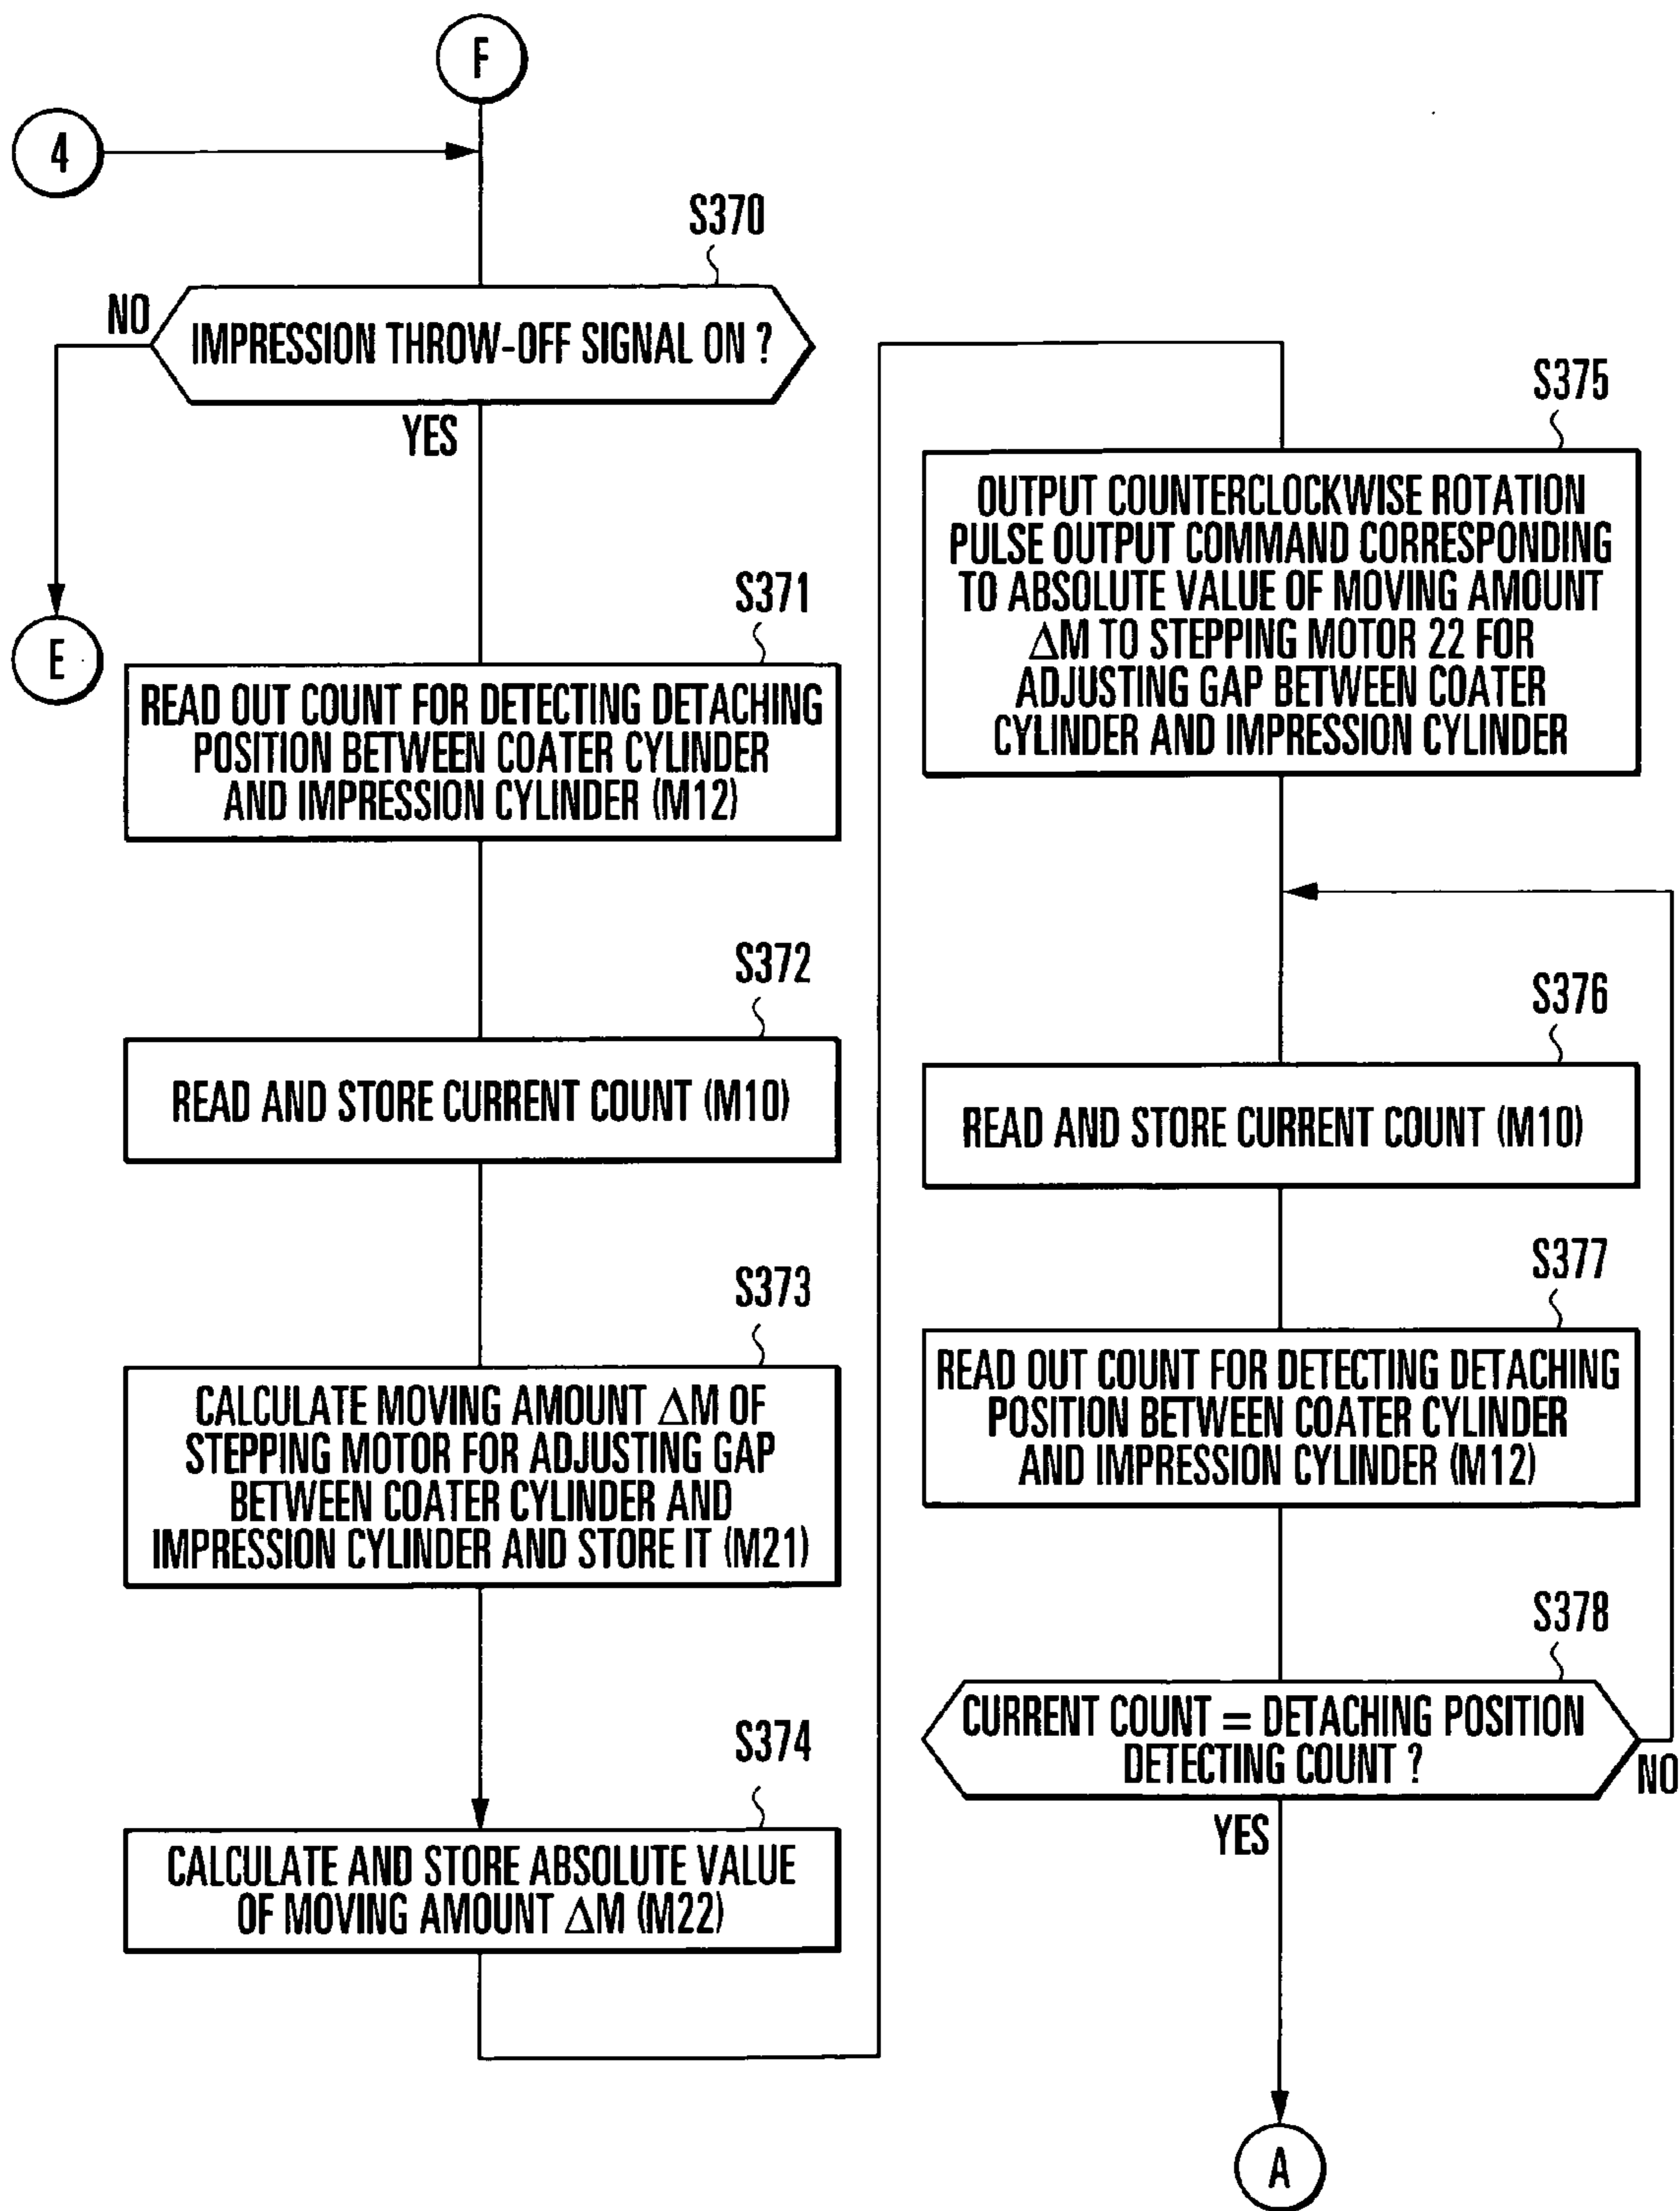 F
4
S370
NO
IMPRESSION THROW-OFF SIGNAL ON ?
YES
E
S371
READ OUT COUNT FOR DETECTING DETACHING
POSITION BETWEEN COATER CYLINDER
AND IMPRESSION CYLINDER (M12)
S372
READ AND STORE CURRENT COUNT (M10)
S373
CALCULATE MOVING AMOUNT ΔM OF
STEPPING MOTOR FOR ADJUSTING GAP
BETWEEN COATER CYLINDER AND
IMPRESSION CYLINDER AND STORE IT (M21)
S374
CALCULATE AND STORE ABSOLUTE VALUE
OF MOVING AMOUNT ΔM (M22)
S375
OUTPUT COUNTERCLOCKWISE ROTATION
PULSE OUTPUT COMMAND CORRESPONDING
TO ABSOLUTE VALUE OF MOVING AMOUNT
ΔM TO STEPPING MOTOR 22 FOR
ADJUSTING GAP BETWEEN COATER
CYLINDER AND IMPRESSION CYLINDER
S376
READ AND STORE CURRENT COUNT (M10)
S377
READ OUT COUNT FOR DETECTING DETACHING
POSITION BETWEEN COATER CYLINDER
AND IMPRESSION CYLINDER (M12)
S378
CURRENT COUNT = DETACHING POSITION
DETECTING COUNT ?
NO
YES
A